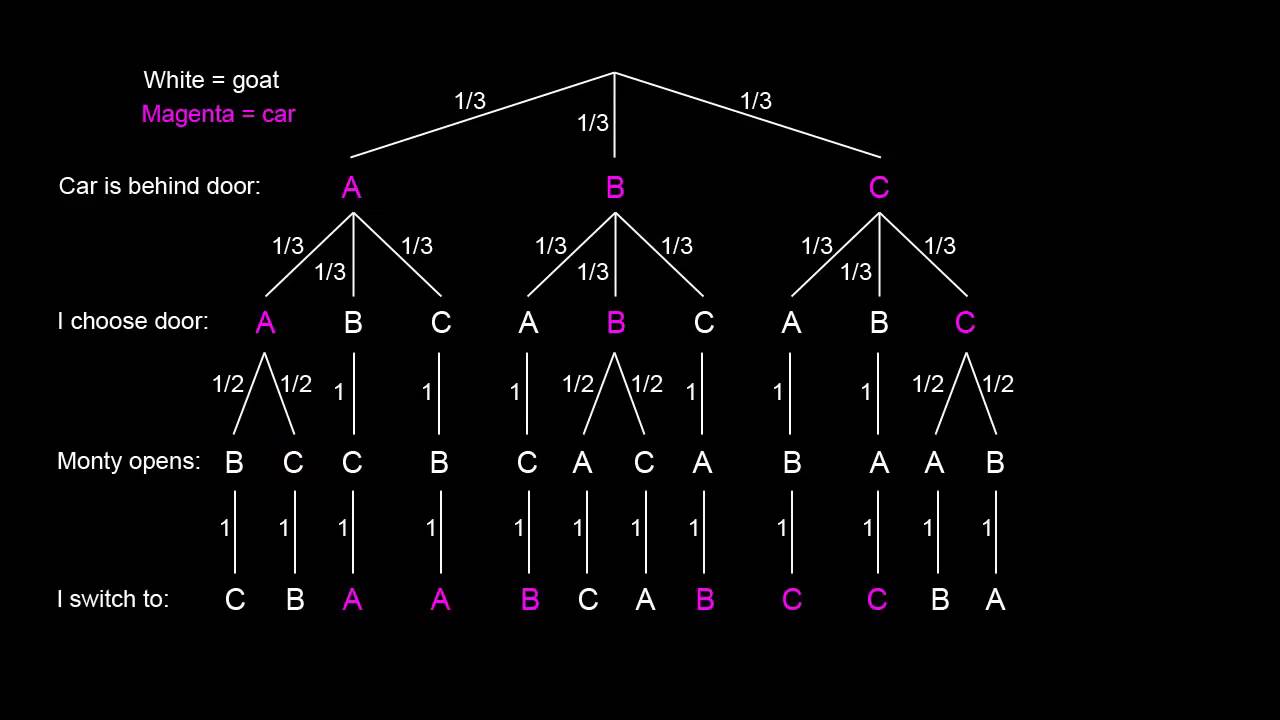 White = goat
Magenta = car
1/3 1/3 1/3
Car is behind door: A B C
1/3 1/3 1/3 1/3 1/3 1/3 1/3 1/3 1/3
I choose door: A B C A B C A B C
1/2 1/2 1 1 1 1/2 1/2 1 1 1 1/2 1/2
Monty opens: B C C B C A C A B A A B
1 1 1 1 1 1 1 1 1 1 1 1
I switch to: C B A A B C A B C C B A